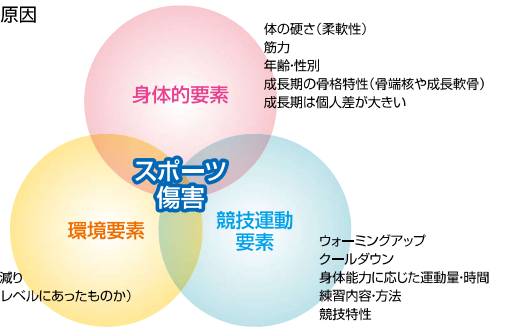 原因
体の硬さ（柔軟性）
筋力
年齢・性別
成長期の骨格特性（骨端核や成長軟骨）
成長期は個人差が大きい
身体的要素
スポーツ
傷害
環境要素
競技運動
要素
減り
レベルにあったものか）
ウォーミングアップ
クールダウン
身体能力に応じた運動量・時間
練習内容・方法
競技特性